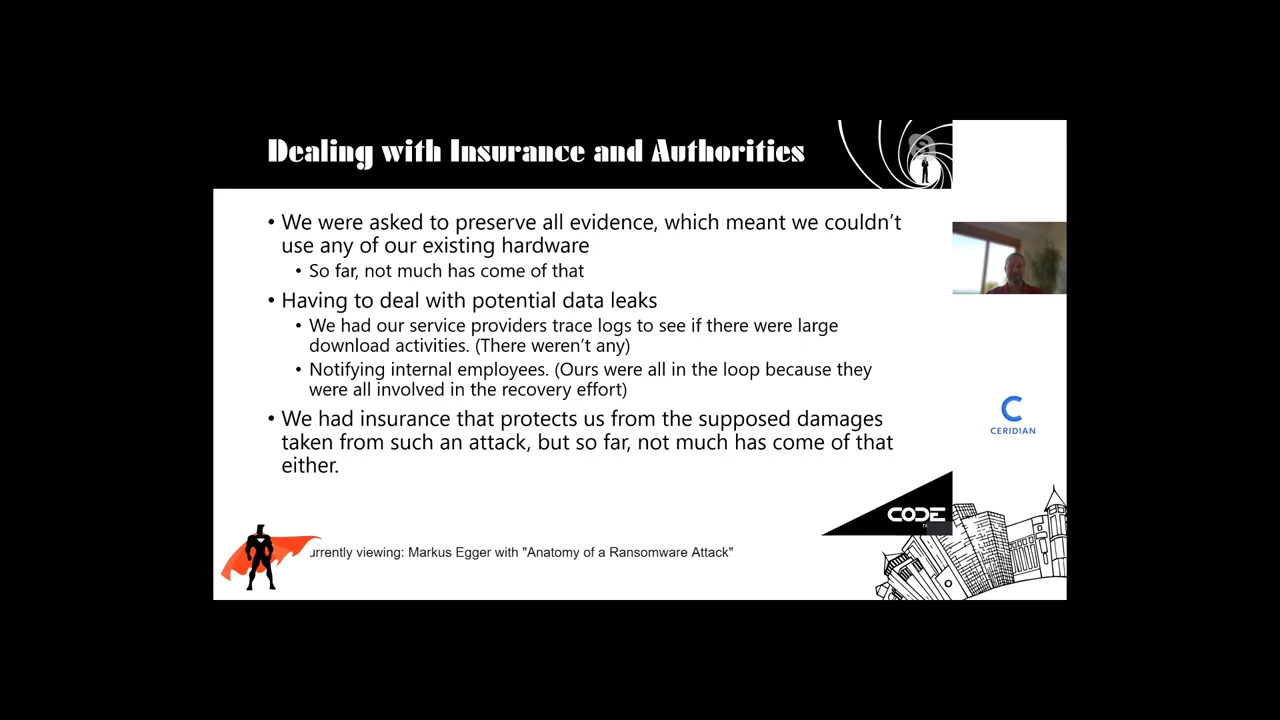 Dealing with Insurance and Authorities
• We were asked to preserve all evidence, which meant we couldn’t
use any of our existing hardware
• So far, not much has come of that
• Having to deal with potential data leaks
• We had our service providers trace logs to see if there were large
download activities. (There weren’t any)
• Notifying internal employees. (Ours were all in the loop because they
were all involved in the recovery effort)
• We had insurance that protects us from the supposed damages
taken from such an attack, but so far, not much has come of that
either.
CERIDIAN
CODE
urrently viewing: Markus Egger with "Anatomy of a Ransomware Attack"